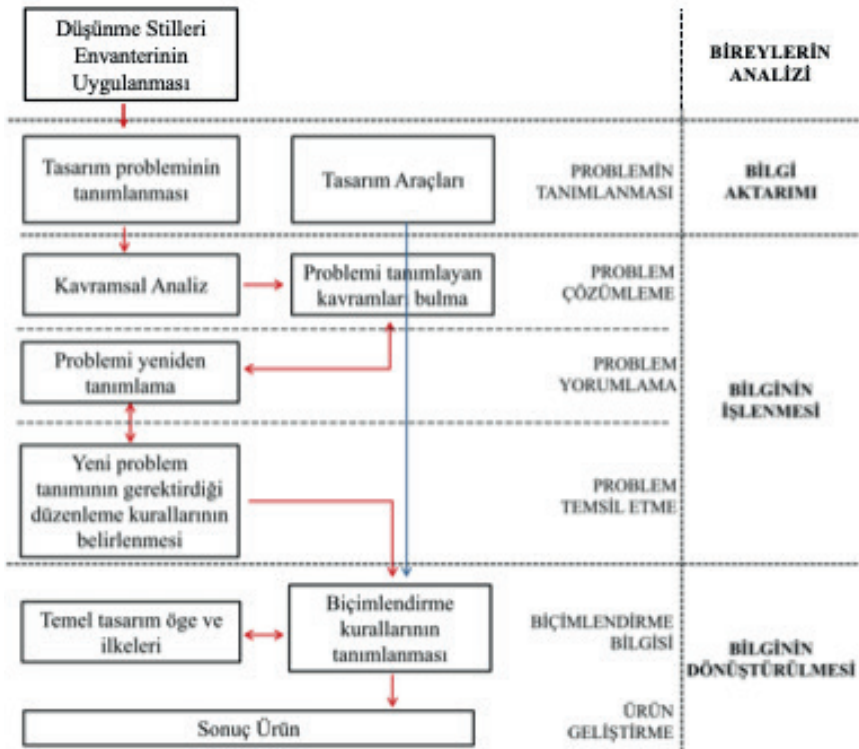 Düşünme Stilleri
Envanterinin
Uygulanması
BİREYLERİN
ANALİZİ
Tasarım probleminin
tanımlanması
Tasarım Araçları
PROBLEMİN
TANIMLANMASI
BİLGİ
AKTARIMI
Kavramsal Analiz
Problemi tanımlayan
kavramları bulma
PROBLEM
ÇÖZÜMLEME
Problemi yeniden
tanımlama
PROBLEM
YORUMLAMA
BİLGİNİN
İŞLENMESİ
Yeni problem
tanımının gerektirdiği
düzenleme kurallarının
belirlenmesi
PROBLEM
TEMSİL ETME
Temel tasarım öge ve
ilkeleri
Biçimlendirme
kurallarının
tanımlanması
BİÇİMLENDİRME
BİLGİSİ
BİLGİNİN
DÖNÜŞTÜRÜLMESİ
Sonuç Ürün
ÜRÜN
GELİŞTİRME